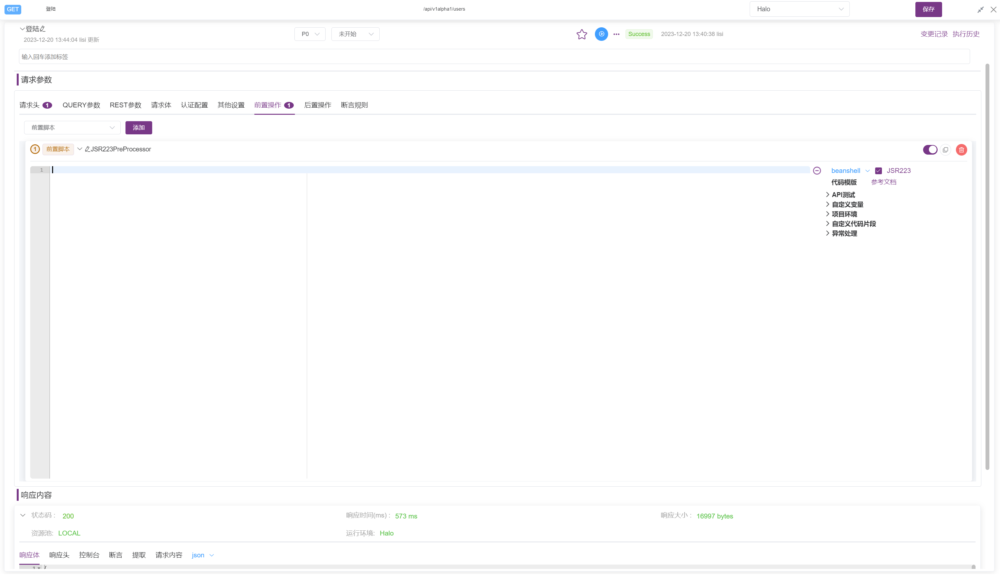 GET 登陆 /api/v1alpha1/users Halo 保存
登陆
2023-12-20 13:44:04 lisi 更新
P0 未开始 Success 2023-12-20 13:40:38 lisi 变更记录 执行历史
输入回车添加标签
请求参数
请求头 1 QUERY参数 REST参数 请求体 认证配置 其他设置 前置操作 1 后置操作 断言规则
前置脚本 添加
1 前置脚本 JSR223PreProcessor
1
beanshell JSR223
代码模版 参考文档
API测试
自定义变量
项目环境
自定义代码片段
异常处理
响应内容
状态码 : 200 响应时间(ms) : 573 ms 响应大小 : 16997 bytes
资源池: LOCAL 运行环境: Halo
响应体 响应头 控制台 断言 提取 请求内容 json
1 {